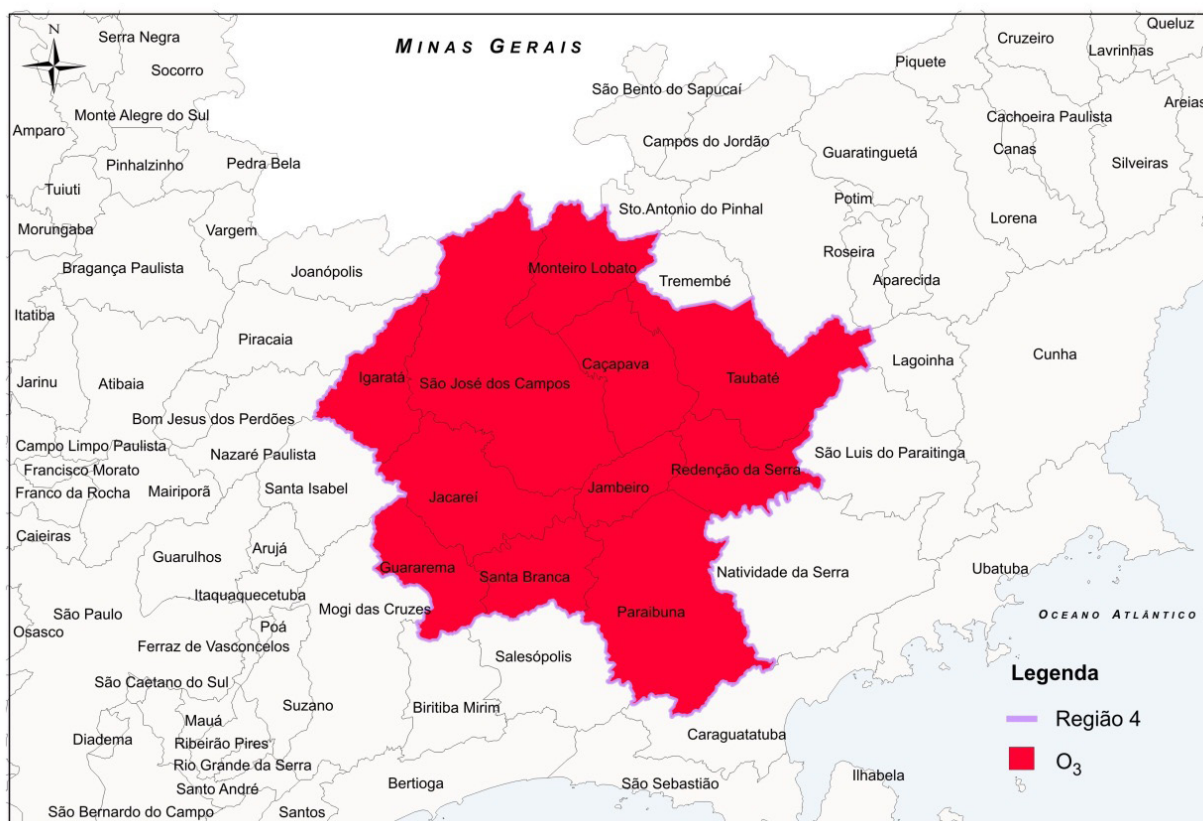 N
MINAS GERAIS
Serra Negra
Socorro
Monte Alegre do Sul
Amparo
Pinhalzinho
Pedra Bela
Tuiuti
Morungaba
Vargem
Bragança Paulista
Joanópolis
Itatiba
Piracaia
Jarinu
Atibaia
Bom Jesus dos Perdões
Campo Limpo Paulista
Nazaré Paulista
Francisco Morato
Franco da Rocha
Mairiporã
Santa Isabel
Caieiras
Guarulhos
Arujá
Itaquaquecetuba
São Paulo
Mogi das Cruzes
Osasco
Poá
Ferraz de Vasconcelos
São Caetano do Sul
Suzano
Mauá
Diadema
Ribeirão Pires
Rio Grande da Serra
Santo André
São Bernardo do Campo
Santos
Queluz
Cruzeiro
Lavrinhas
Piquete
São Bento do Sapucaí
Areias
Cachoeira Paulista
Campos do Jordão
Guaratinguetá
Canas
Silveiras
Potim
Sto.Antonio do Pinhal
Lorena
Roseira
Monteiro Lobato
Tremembé
Aparecida
Cunha
Lagoinha
Caçapava
Igaratá
São José dos Campos
Taubaté
São Luis do Paraitinga
Redenção da Serra
Jacareí
Jambeiro
Guararema
Santa Branca
Natividade da Serra
Ubatuba
Paraibuna
OCEANO ATLÂNTICO
Salesópolis
Biritiba Mirim
Caraguatatuba
Bertioga
São Sebastião
Ilhabela
Legenda
Região 4
O3